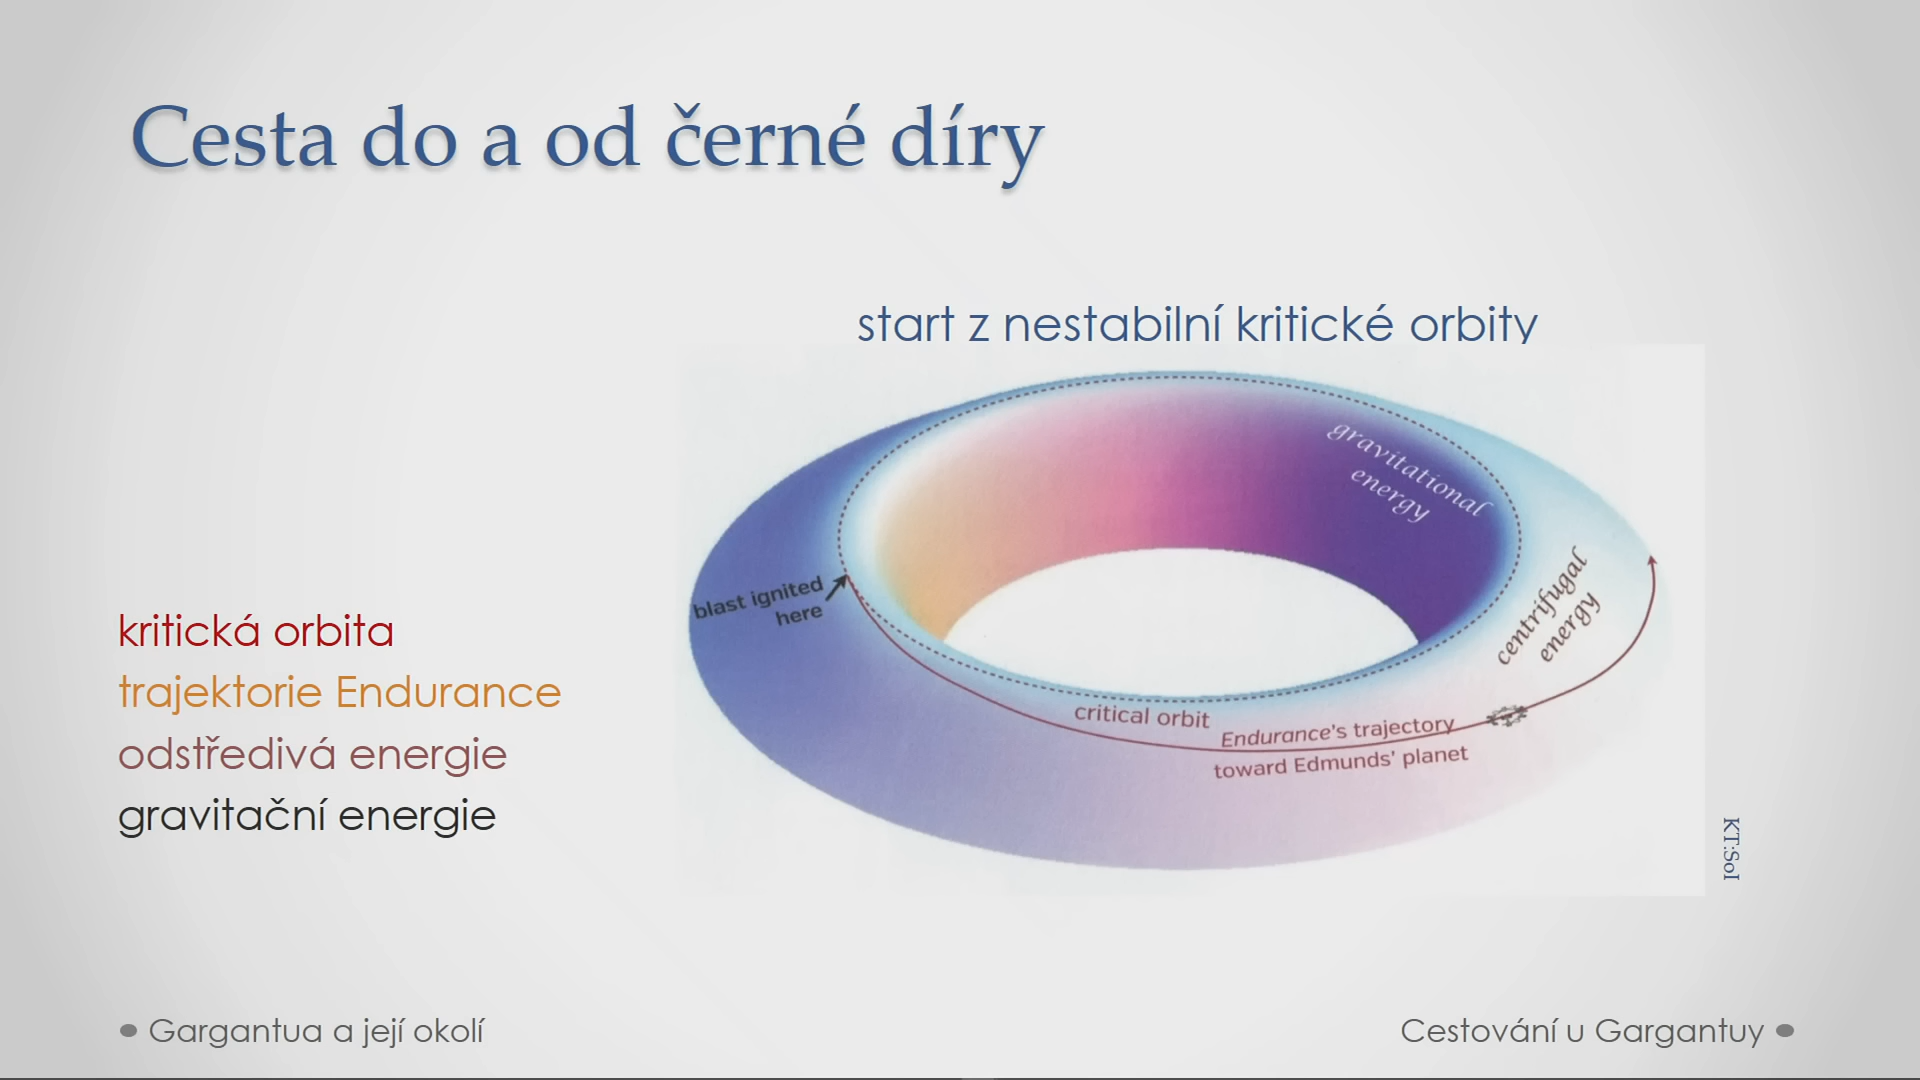 Cesta do a od černé díry
start z nestabilní kritické orbity
gravitational
energy
centrifugal
energy
blast ignited
here
critical orbit
Endurance's trajectory
toward Edmunds' planet
kritická orbita
trajektorie Endurance
odstředivá energie
gravitační energie
KT:SoI
Gargantua a její okolí
Cestování u Gargantuy